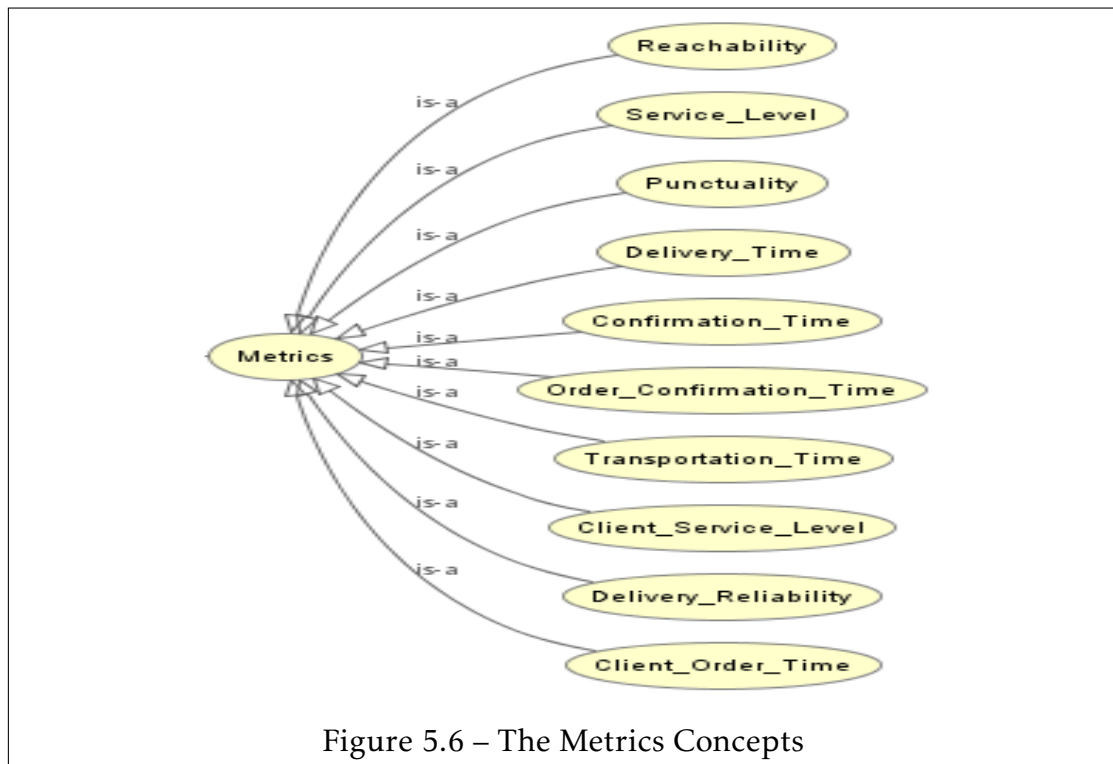 Reachability
is-a
Service_Level
is-a
Punctuality
is-a
Delivery_Time
is-a
Confirmation_Time
is-a
Metrics
is-a
Order_Confirmation_Time
is-a
Transportation_Time
is-a
Client_Service_Level
is-a
Delivery_Reliability
is-a
Client_Order_Time
Figure 5.6 – The Metrics Concepts